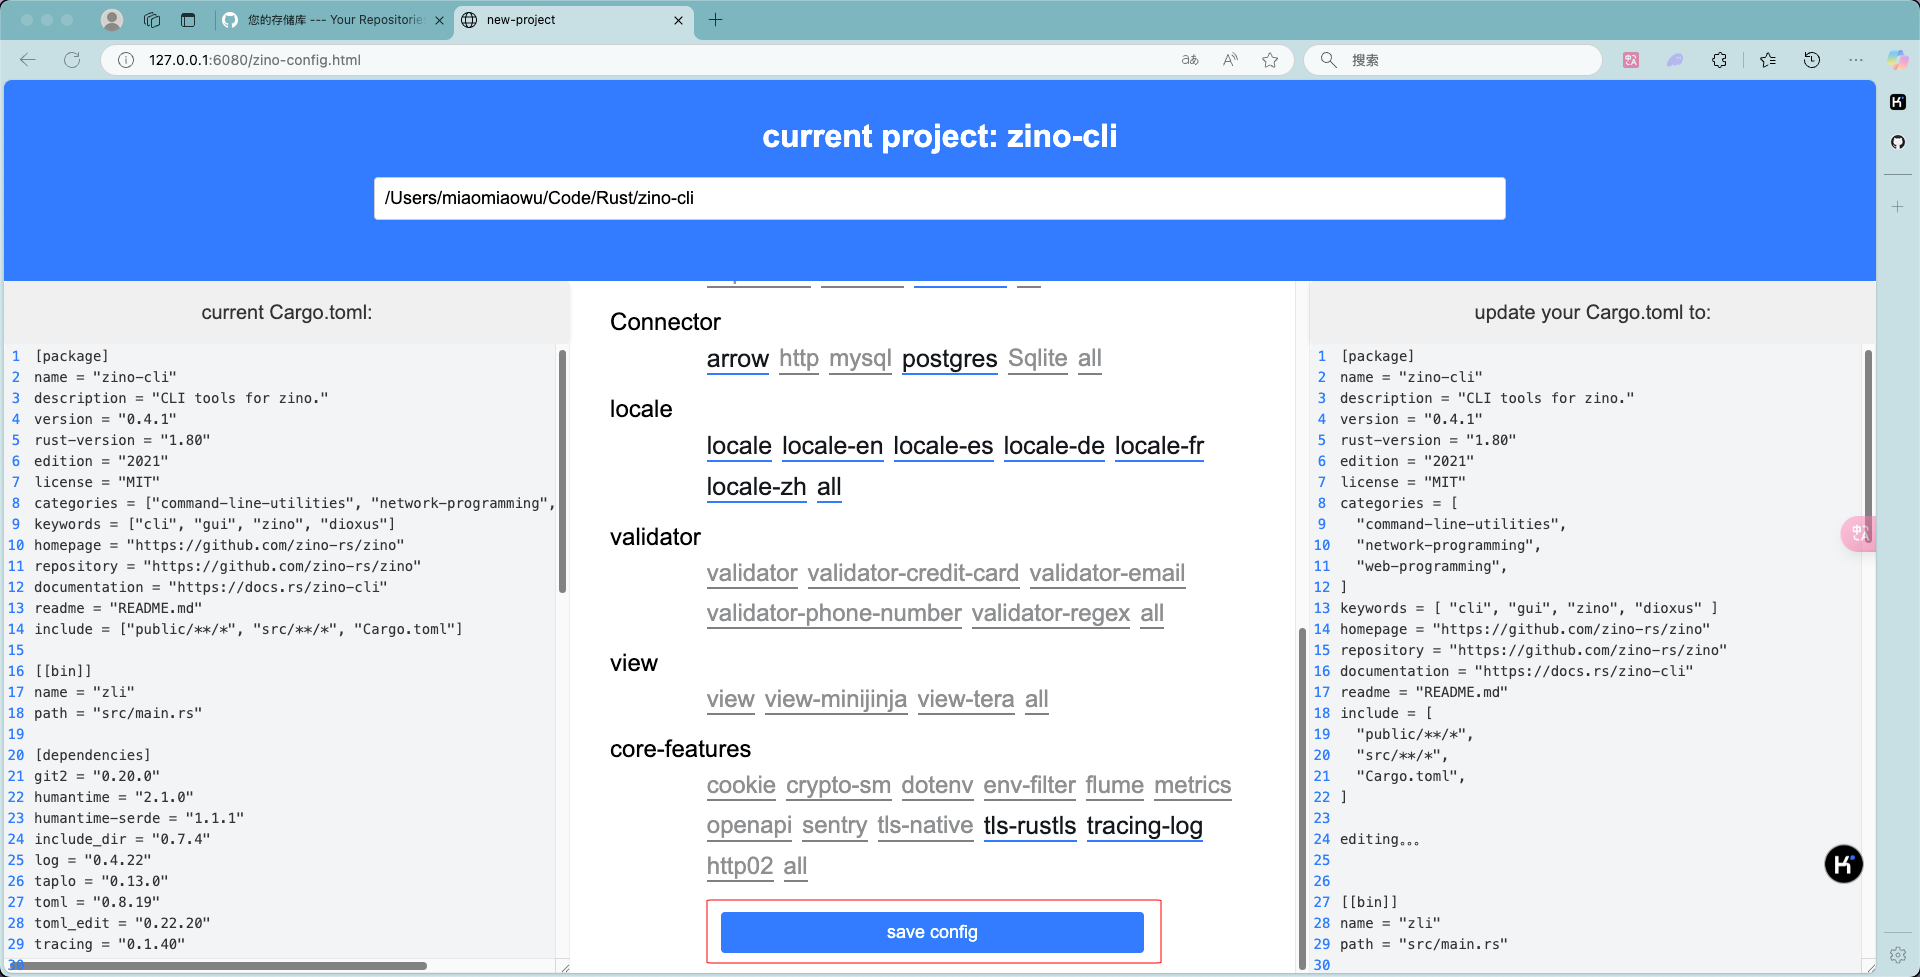 您的存储库 --- Your Repositories
new-project
127.0.0.1:6080/zino-config.html
搜索
current project: zino-cli
/Users/miaomiaowu/Code/Rust/zino-cli
current Cargo.toml:
1 [package]
2 name = "zino-cli"
3 description = "CLI tools for zino."
4 version = "0.4.1"
5 rust-version = "1.80"
6 edition = "2021"
7 license = "MIT"
8 categories = ["command-line-utilities", "network-programming",
9 keywords = ["cli", "gui", "zino", "dioxus"]
10 homepage = "https://github.com/zino-rs/zino"
11 repository = "https://github.com/zino-rs/zino"
12 documentation = "https://docs.rs/zino-cli"
13 readme = "README.md"
14 include = ["public/**/*", "src/**/*", "Cargo.toml"]
15
16 [[bin]]
17 name = "zli"
18 path = "src/main.rs"
19
20 [dependencies]
21 git2 = "0.20.0"
22 humantime = "2.1.0"
23 humantime-serde = "1.1.1"
24 include_dir = "0.7.4"
25 log = "0.4.22"
26 taplo = "0.13.0"
27 toml = "0.8.19"
28 toml_edit = "0.22.20"
29 tracing = "0.1.40"
30
Connector
arrow http mysql postgres Sqlite all
locale
locale locale-en locale-es locale-de locale-fr
locale-zh all
validator
validator validator-credit-card validator-email
validator-phone-number validator-regex all
view
view view-minijinja view-tera all
core-features
cookie crypto-sm dotenv env-filter flume metrics
openapi sentry tls-native tls-rustls tracing-log
http02 all
save config
update your Cargo.toml to:
1 [package]
2 name = "zino-cli"
3 description = "CLI tools for zino."
4 version = "0.4.1"
5 rust-version = "1.80"
6 edition = "2021"
7 license = "MIT"
8 categories = [
9 "command-line-utilities",
10 "network-programming",
11 "web-programming",
12 ]
13 keywords = [ "cli", "gui", "zino", "dioxus" ]
14 homepage = "https://github.com/zino-rs/zino"
15 repository = "https://github.com/zino-rs/zino"
16 documentation = "https://docs.rs/zino-cli"
17 readme = "README.md"
18 include = [
19 "public/**/*",
20 "src/**/*",
21 "Cargo.toml",
22 ]
23
24 editing。。。
25
26
27 [[bin]]
28 name = "zli"
29 path = "src/main.rs"
30